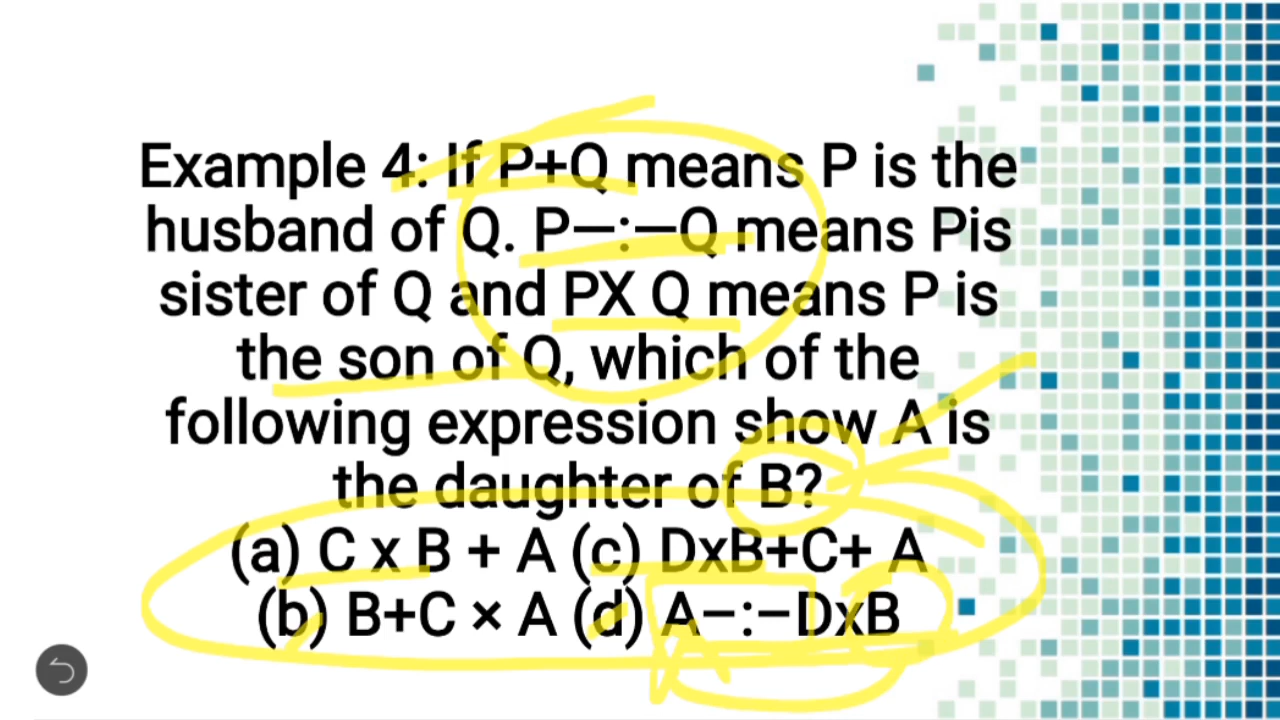 Example 4: If P+Q means P is the
husband of Q. P–:–Q means Pis
sister of Q and PX Q means P is
the son of Q, which of the
following expression show A is
the daughter of B?
(a) C x B + A (c) DxB+C+ A
(b) B+C × A (d) A–:–DxB